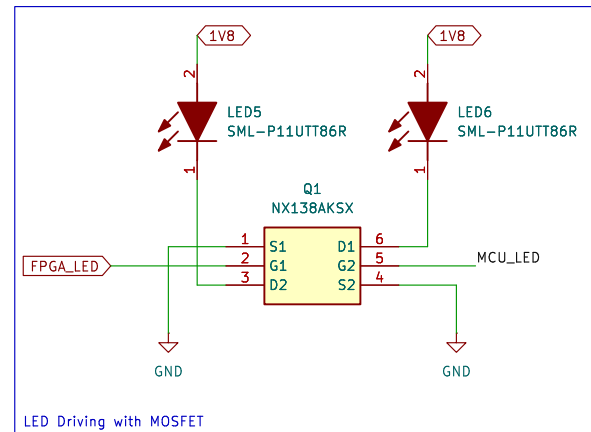 1V8
1V8
2
2
LED5
SML-P11UTT86R
LED6
SML-P11UTT86R
1
1
Q1
NX138AKSX
1
S1
D1
6
FPGA_LED
2
G1
G2
5
MCU_LED
3
D2
S2
4
GND
GND
LED Driving with MOSFET